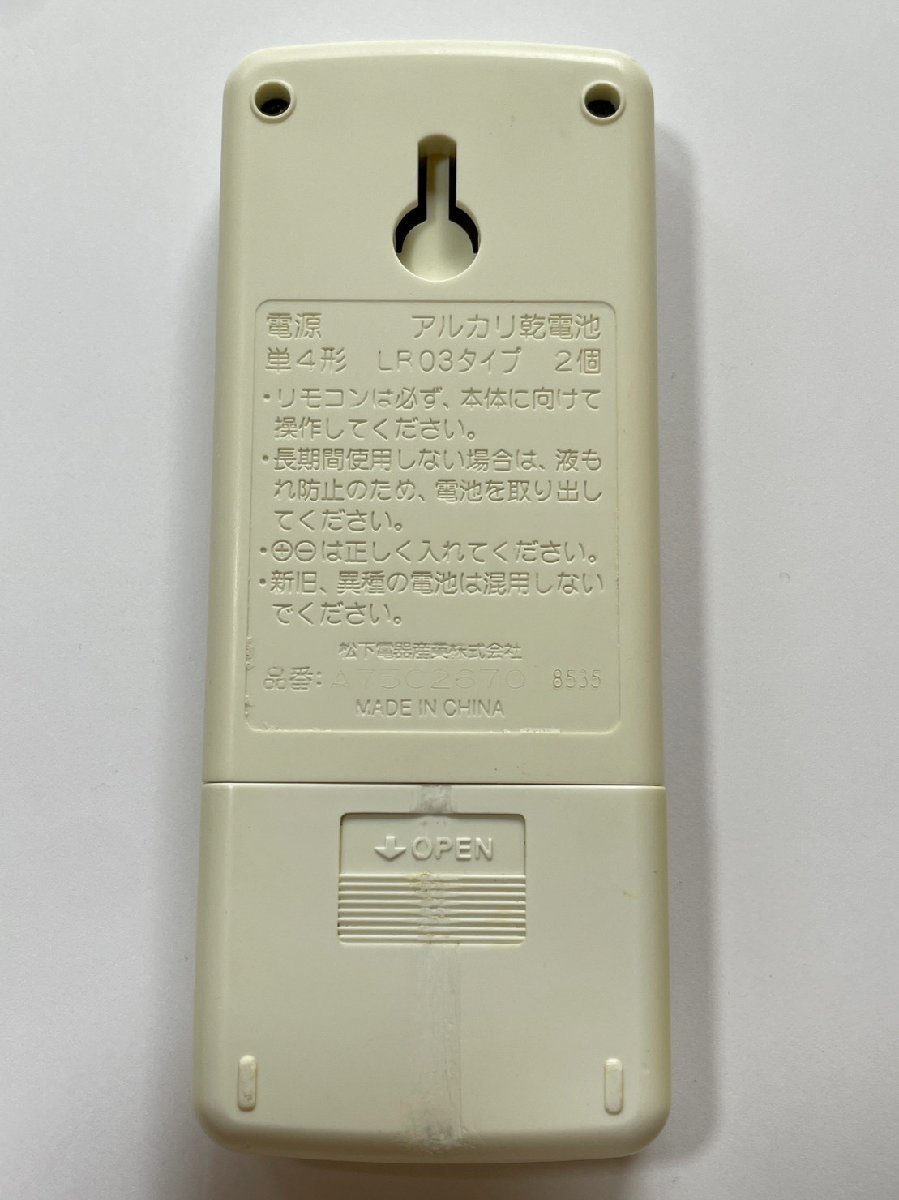 電源 アルカリ乾電池
単4形 LR03タイプ 2個
・リモコンは必ず、本体に向けて
操作してください。
・長期間使用しない場合は、液も
れ防止のため、電池を取り出し
てください。
・⊕⊖は正しく入れてください。
・新旧、異種の電池は混用しない
でください。
松下電器産業株式会社
品番: A75C2670 8535
MADE IN CHINA
↓OPEN